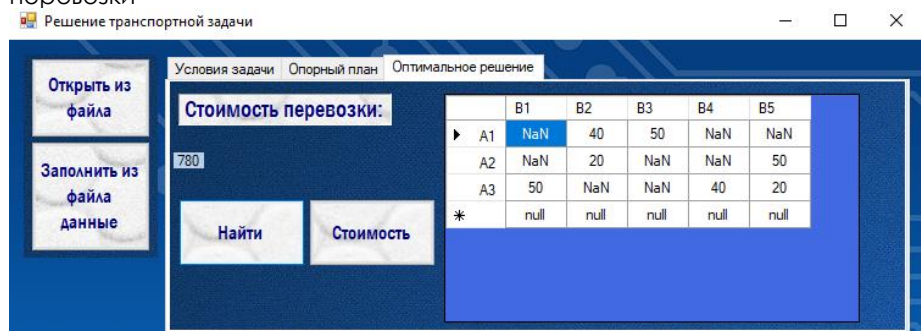 перевозки
Решение транспортной задачи
Открыть из
файла
Заполнить из
файла
данные
Условия задачи Опорный план Оптимальное решение
Стоимость перевозки:
780
Найти Стоимость
B1 B2 B3 B4 B5
A1 NaN 40 50 NaN NaN
A2 NaN 20 NaN NaN 50
A3 50 NaN NaN 40 20
null null null null null